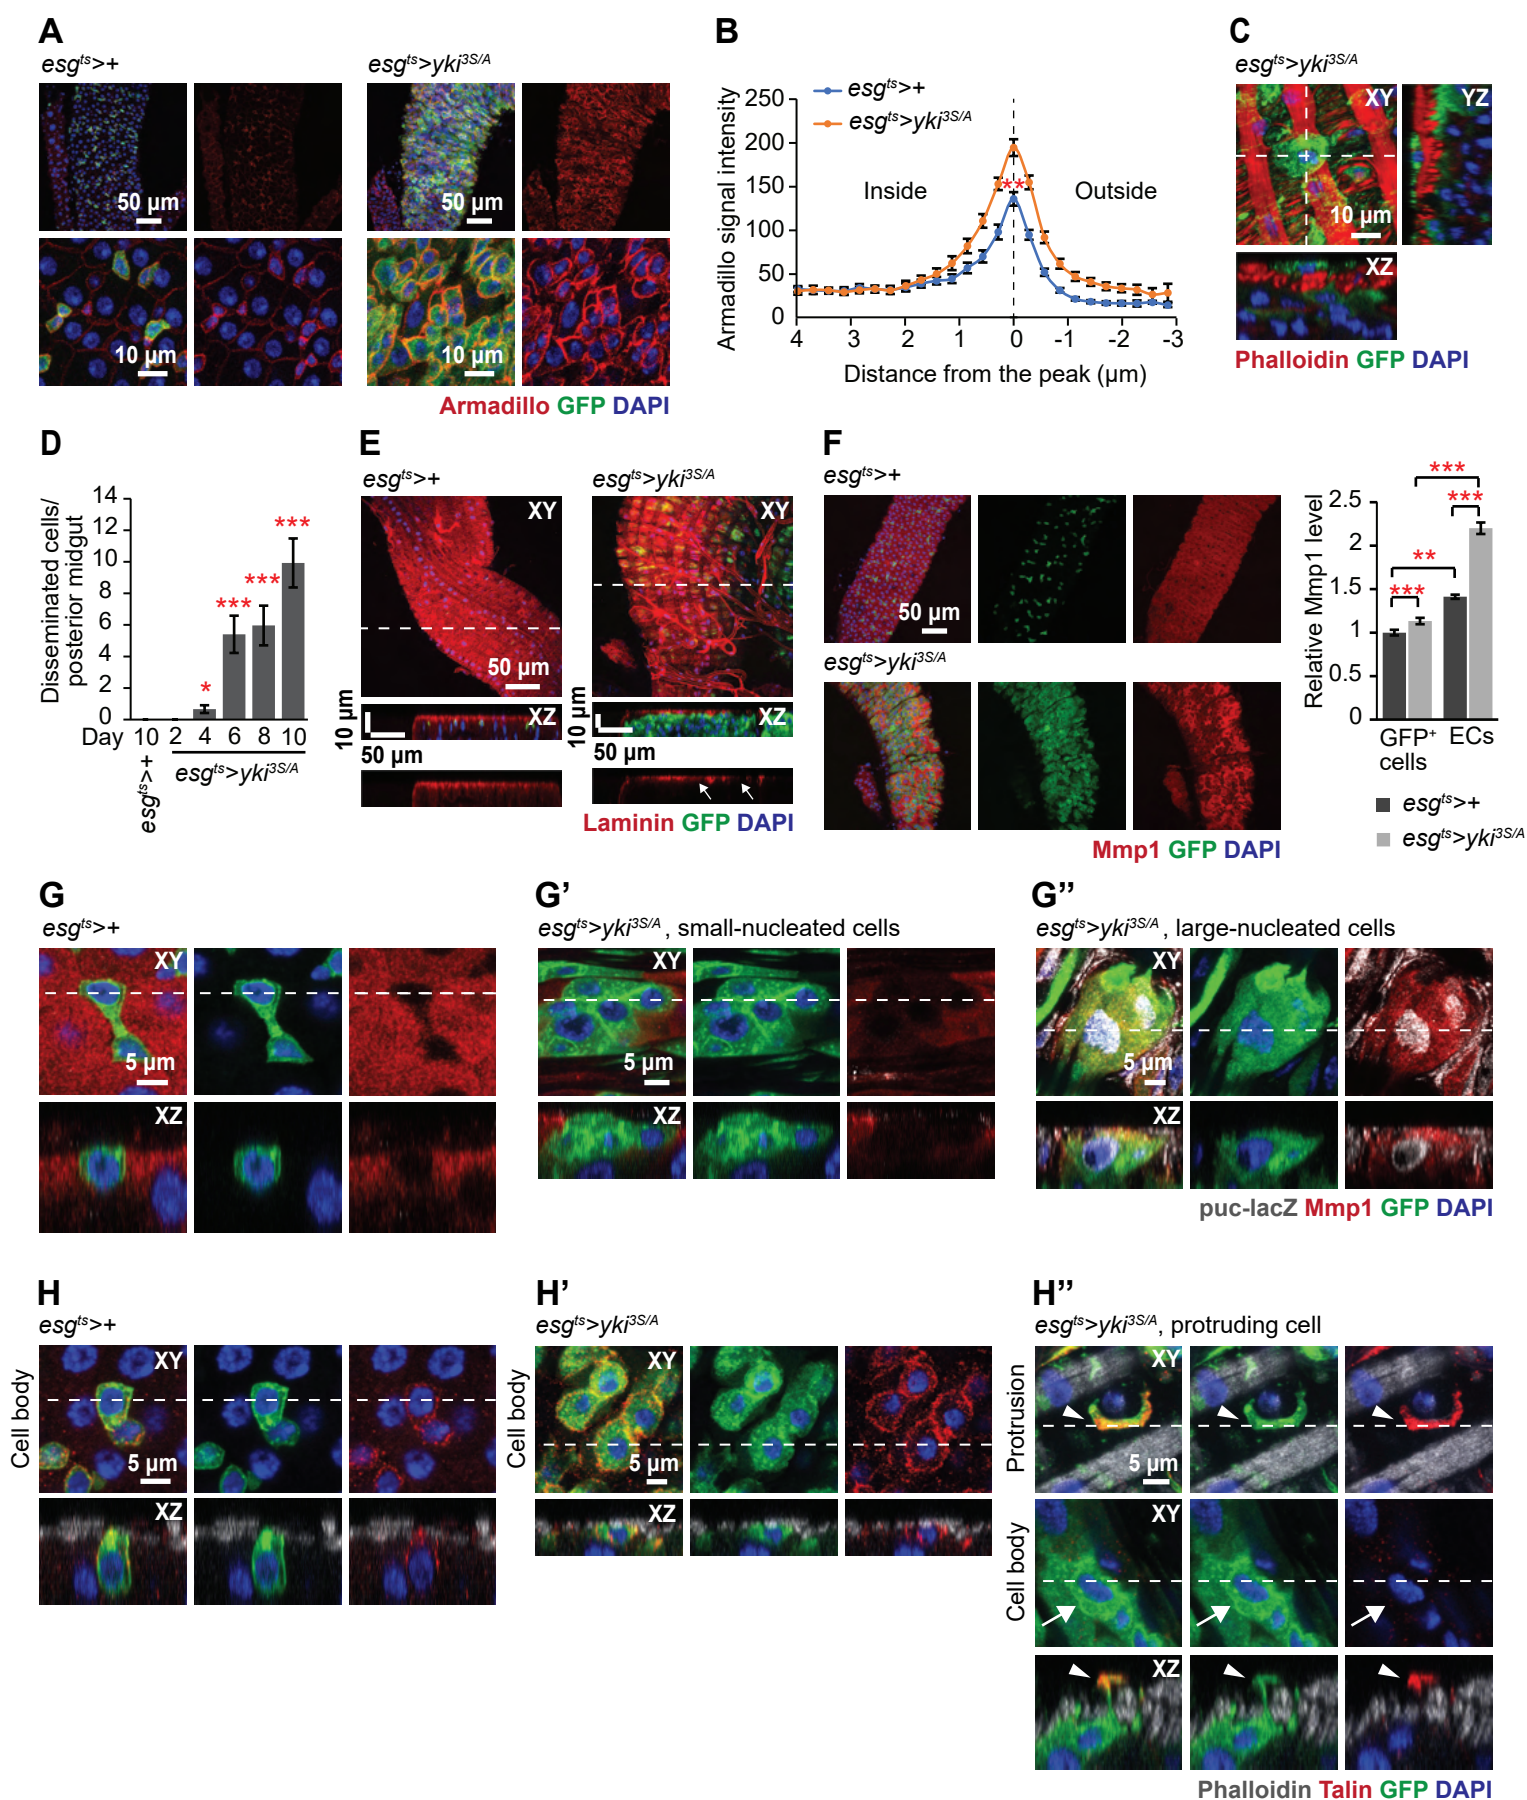 A
esgts>+
esgts>yki3S/A
50 µm
50 µm
10 µm
10 µm
Armadillo GFP DAPI
B
esgts>+
esgts>yki3S/A
Armadillo signal intensity
250
200
150
100
50
0
Inside
Outside
**
4 3 2 1 0 -1 -2 -3
Distance from the peak (µm)
C
esgts>yki3S/A
XY
YZ
10 µm
XZ
Phalloidin GFP DAPI
D
Disseminated cells/
posterior midgut
14
12
10
8
6
4
2
0
*
***
***
***
Day 10 2 4 6 8 10
esgts>+
esgts>yki3S/A
E
esgts>+
esgts>yki3S/A
XY
XY
50 µm
50 µm
XZ
XZ
10 µm
10 µm
50 µm
50 µm
Laminin GFP DAPI
F
esgts>+
50 µm
esgts>yki3S/A
Mmp1 GFP DAPI
Relative Mmp1 level
2.5
2
1.5
1
0.5
0
***
***
**
***
GFP+
cells
ECs
esgts>+
esgts>yki3S/A
G
esgts>+
XY
5 µm
XZ
G’
esgts>yki3S/A, small-nucleated cells
XY
5 µm
XZ
G’’
esgts>yki3S/A, large-nucleated cells
XY
5 µm
XZ
puc-lacZ Mmp1 GFP DAPI
H
esgts>+
Cell body
XY
5 µm
XZ
H’
esgts>yki3S/A
Cell body
XY
5 µm
XZ
H’’
esgts>yki3S/A, protruding cell
Protrusion
XY
5 µm
Cell body
XY
XZ
Phalloidin Talin GFP DAPI